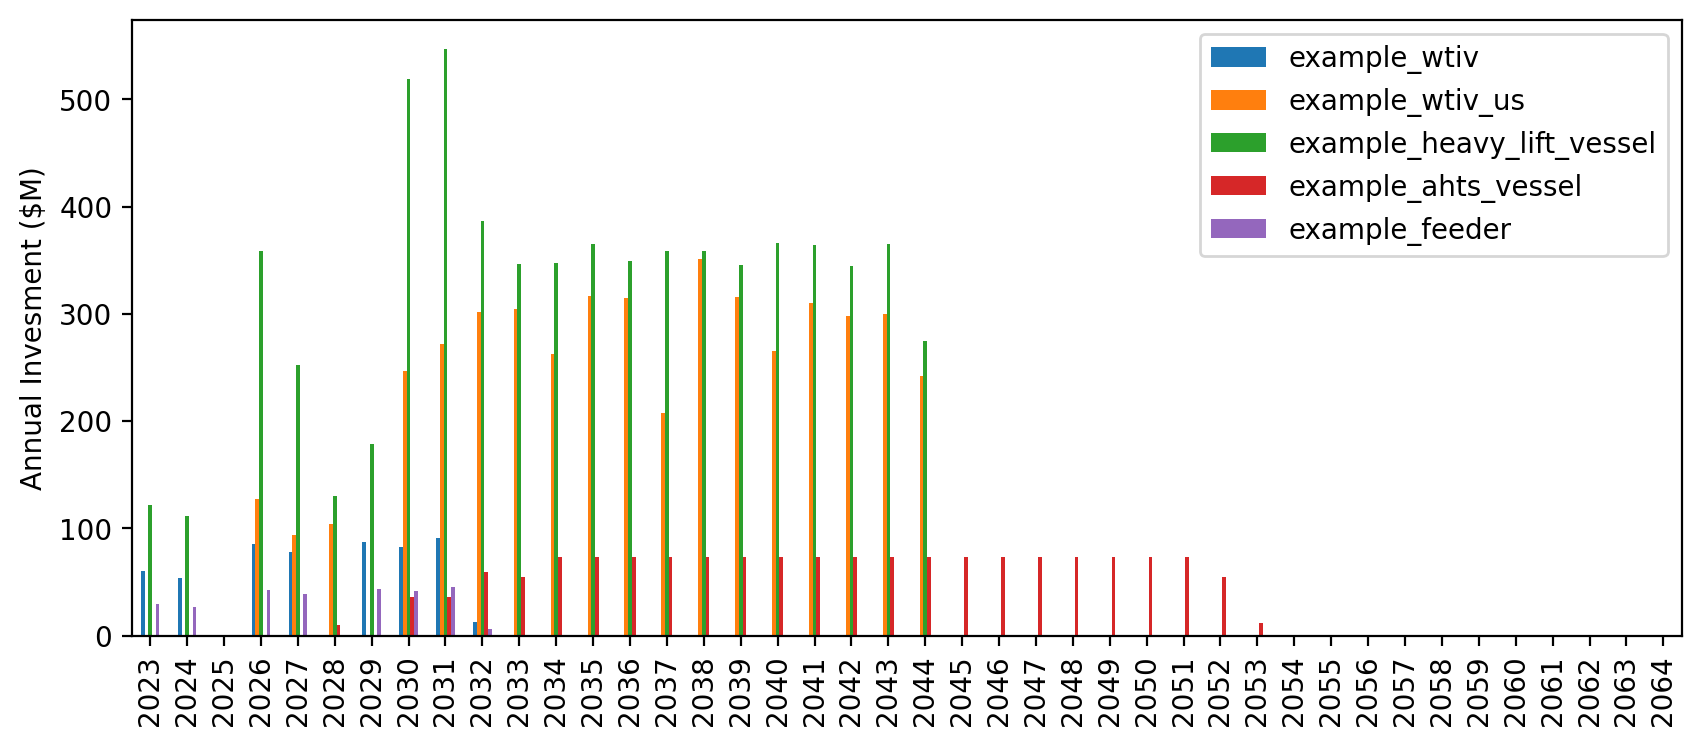 Annual Invesment ($M)
500
400
300
200
100
0
example_wtiv
example_wtiv_us
example_heavy_lift_vessel
example_ahts_vessel
example_feeder
2023 2024 2025 2026 2027 2028 2029 2030 2031 2032 2033 2034 2035 2036 2037 2038 2039 2040 2041 2042 2043 2044 2045 2046 2047 2048 2049 2050 2051 2052 2053 2054 2055 2056 2057 2058 2059 2060 2061 2062 2063 2064